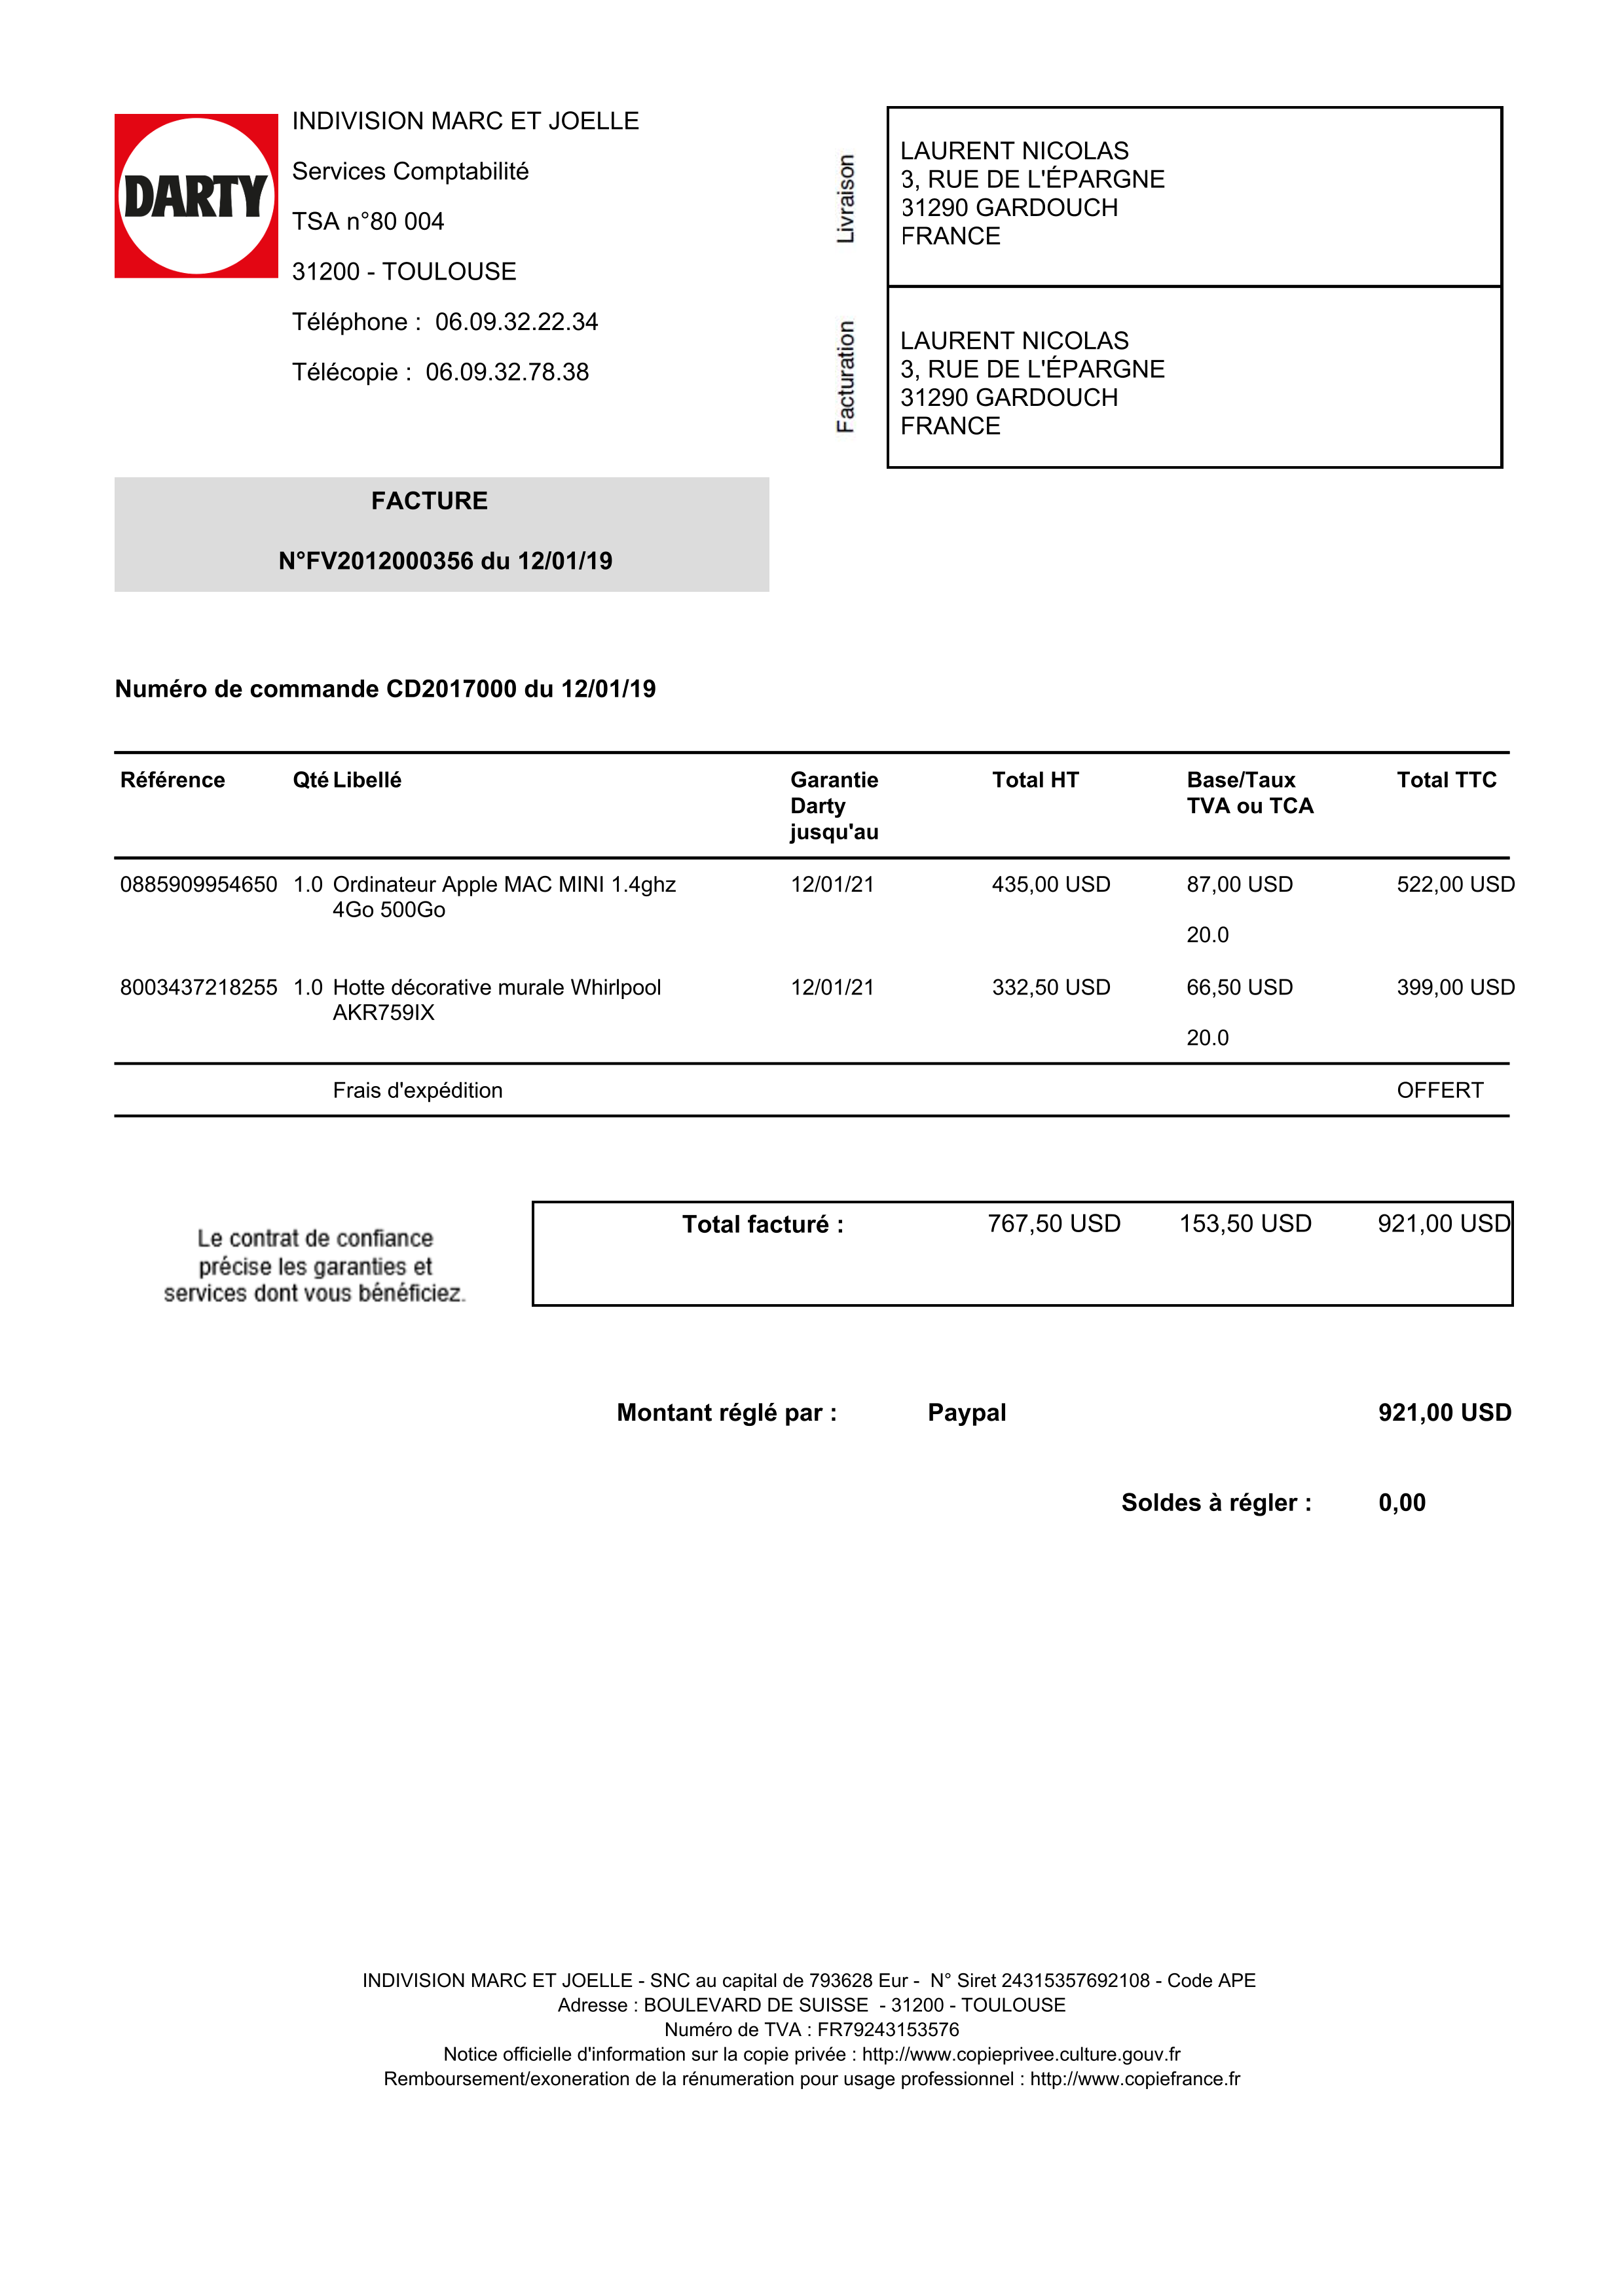 DARTY
INDIVISION MARC ET JOELLE
Services Comptabilité
TSA n°80 004
31200 - TOULOUSE
Téléphone : 06.09.32.22.34
Télécopie : 06.09.32.78.38
Livraison
LAURENT NICOLAS
3, RUE DE L'ÉPARGNE
31290 GARDOUCH
FRANCE
Facturation
LAURENT NICOLAS
3, RUE DE L'ÉPARGNE
31290 GARDOUCH
FRANCE
FACTURE
N°FV2012000356 du 12/01/19
Numéro de commande CD2017000 du 12/01/19
Référence Qté Libellé Garantie Total HT Base/Taux Total TTC
Darty TVA ou TCA
jusqu'au
0885909954650 1.0 Ordinateur Apple MAC MINI 1.4ghz 12/01/21 435,00 USD 87,00 USD 522,00 USD
4Go 500Go
20.0
8003437218255 1.0 Hotte décorative murale Whirlpool 12/01/21 332,50 USD 66,50 USD 399,00 USD
AKR759IX
20.0
Frais d'expédition OFFERT
Le contrat de confiance
précise les garanties et
services dont vous bénéficiez.
Total facturé : 767,50 USD 153,50 USD 921,00 USD
Montant réglé par : Paypal 921,00 USD
Soldes à régler : 0,00
INDIVISION MARC ET JOELLE - SNC au capital de 793628 Eur - N° Siret 24315357692108 - Code APE
Adresse : BOULEVARD DE SUISSE - 31200 - TOULOUSE
Numéro de TVA : FR79243153576
Notice officielle d'information sur la copie privée : http://www.copieprivee.culture.gouv.fr
Remboursement/exoneration de la rénumeration pour usage professionnel : http://www.copiefrance.fr